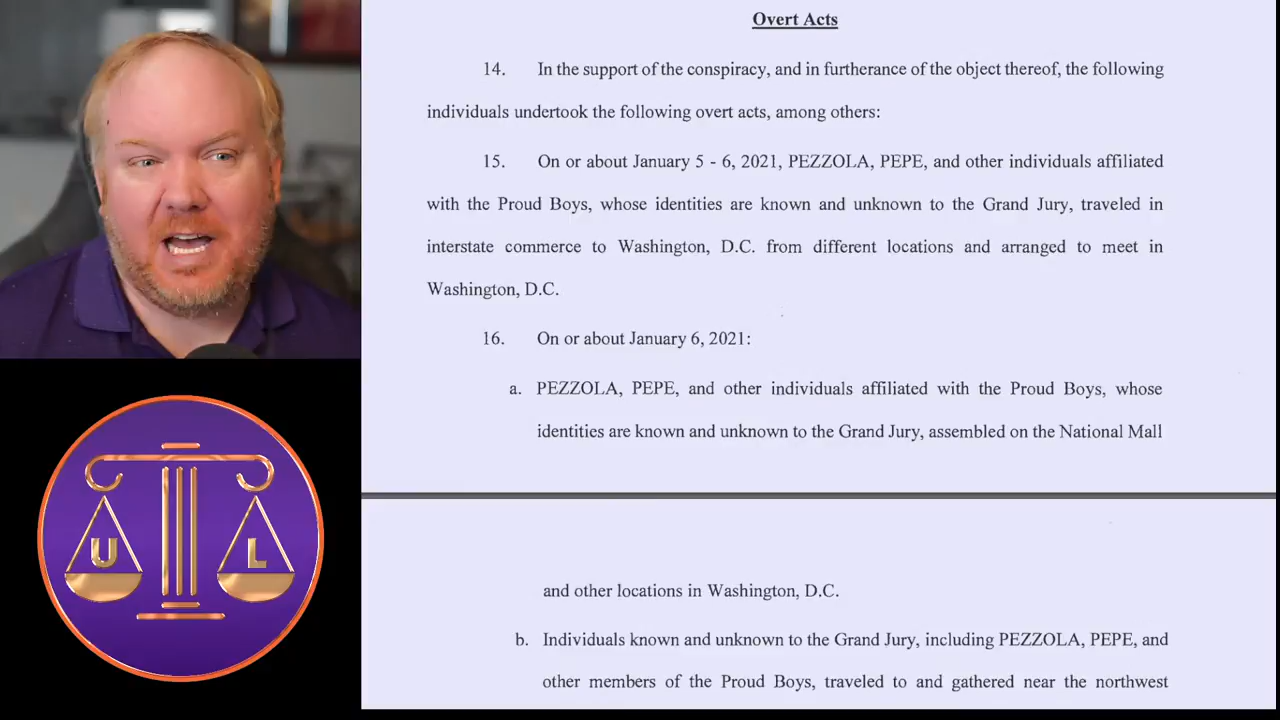 Overt Acts
14. In the support of the conspiracy, and in furtherance of the object thereof, the following
individuals undertook the following overt acts, among others:
15. On or about January 5 - 6, 2021, PEZZOLA, PEPE, and other individuals affiliated
with the Proud Boys, whose identities are known and unknown to the Grand Jury, traveled in
interstate commerce to Washington, D.C. from different locations and arranged to meet in
Washington, D.C.
16. On or about January 6, 2021:
a. PEZZOLA, PEPE, and other individuals affiliated with the Proud Boys, whose
identities are known and unknown to the Grand Jury, assembled on the National Mall
and other locations in Washington, D.C.
b. Individuals known and unknown to the Grand Jury, including PEZZOLA, PEPE, and
other members of the Proud Boys, traveled to and gathered near the northwest
U L